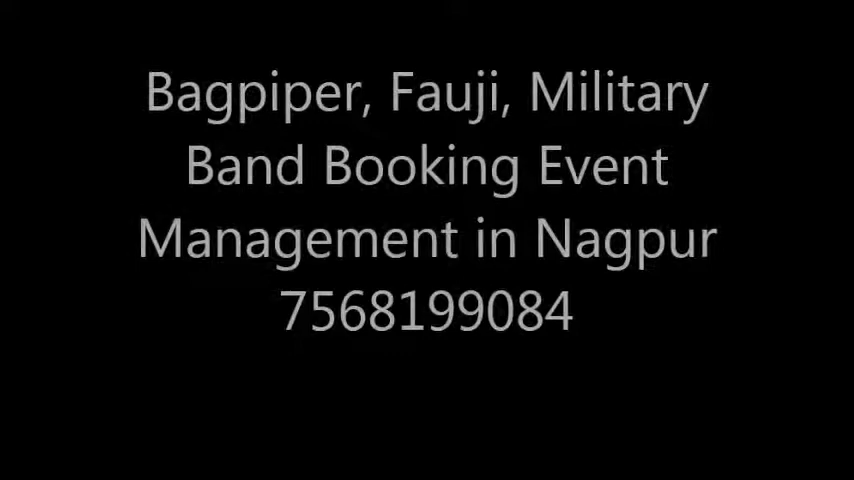 Bagpiper, Fauji, Military
Band Booking Event
Management in Nagpur
7568199084